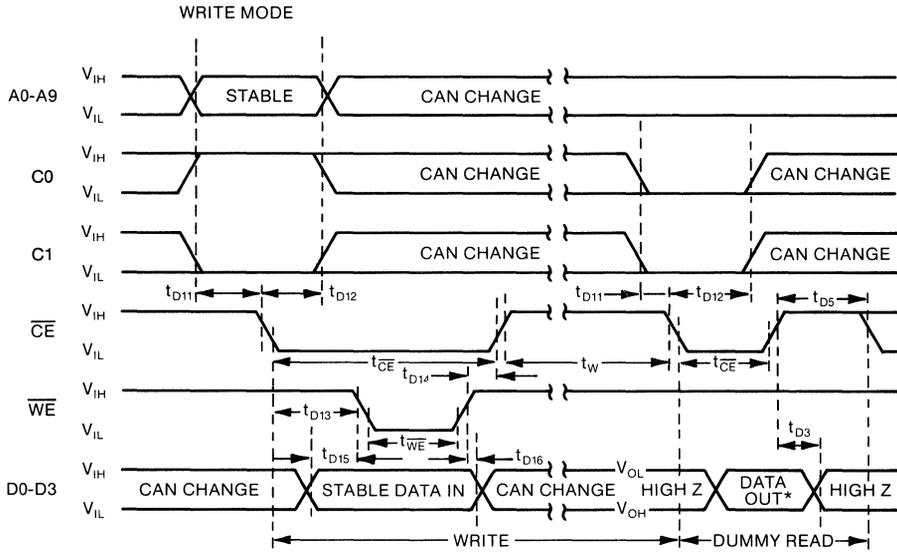 WRITE MODE
A0-A9 VIH STABLE CAN CHANGE
VIL
C0 VIH CAN CHANGE CAN CHANGE
VIL
C1 VIH CAN CHANGE CAN CHANGE
VIL
tD11 tD12 tD11 tD12 tD5
CE VIH
VIL tCE tW tCE
tD14
WE VIH
tD13
VIL tWE tD3
tD15 tD16
D0-D3 VIH CAN CHANGE STABLE DATA IN CAN CHANGE VOL HIGH Z DATA OUT* HIGH Z
VIL VOH
WRITE DUMMY READ